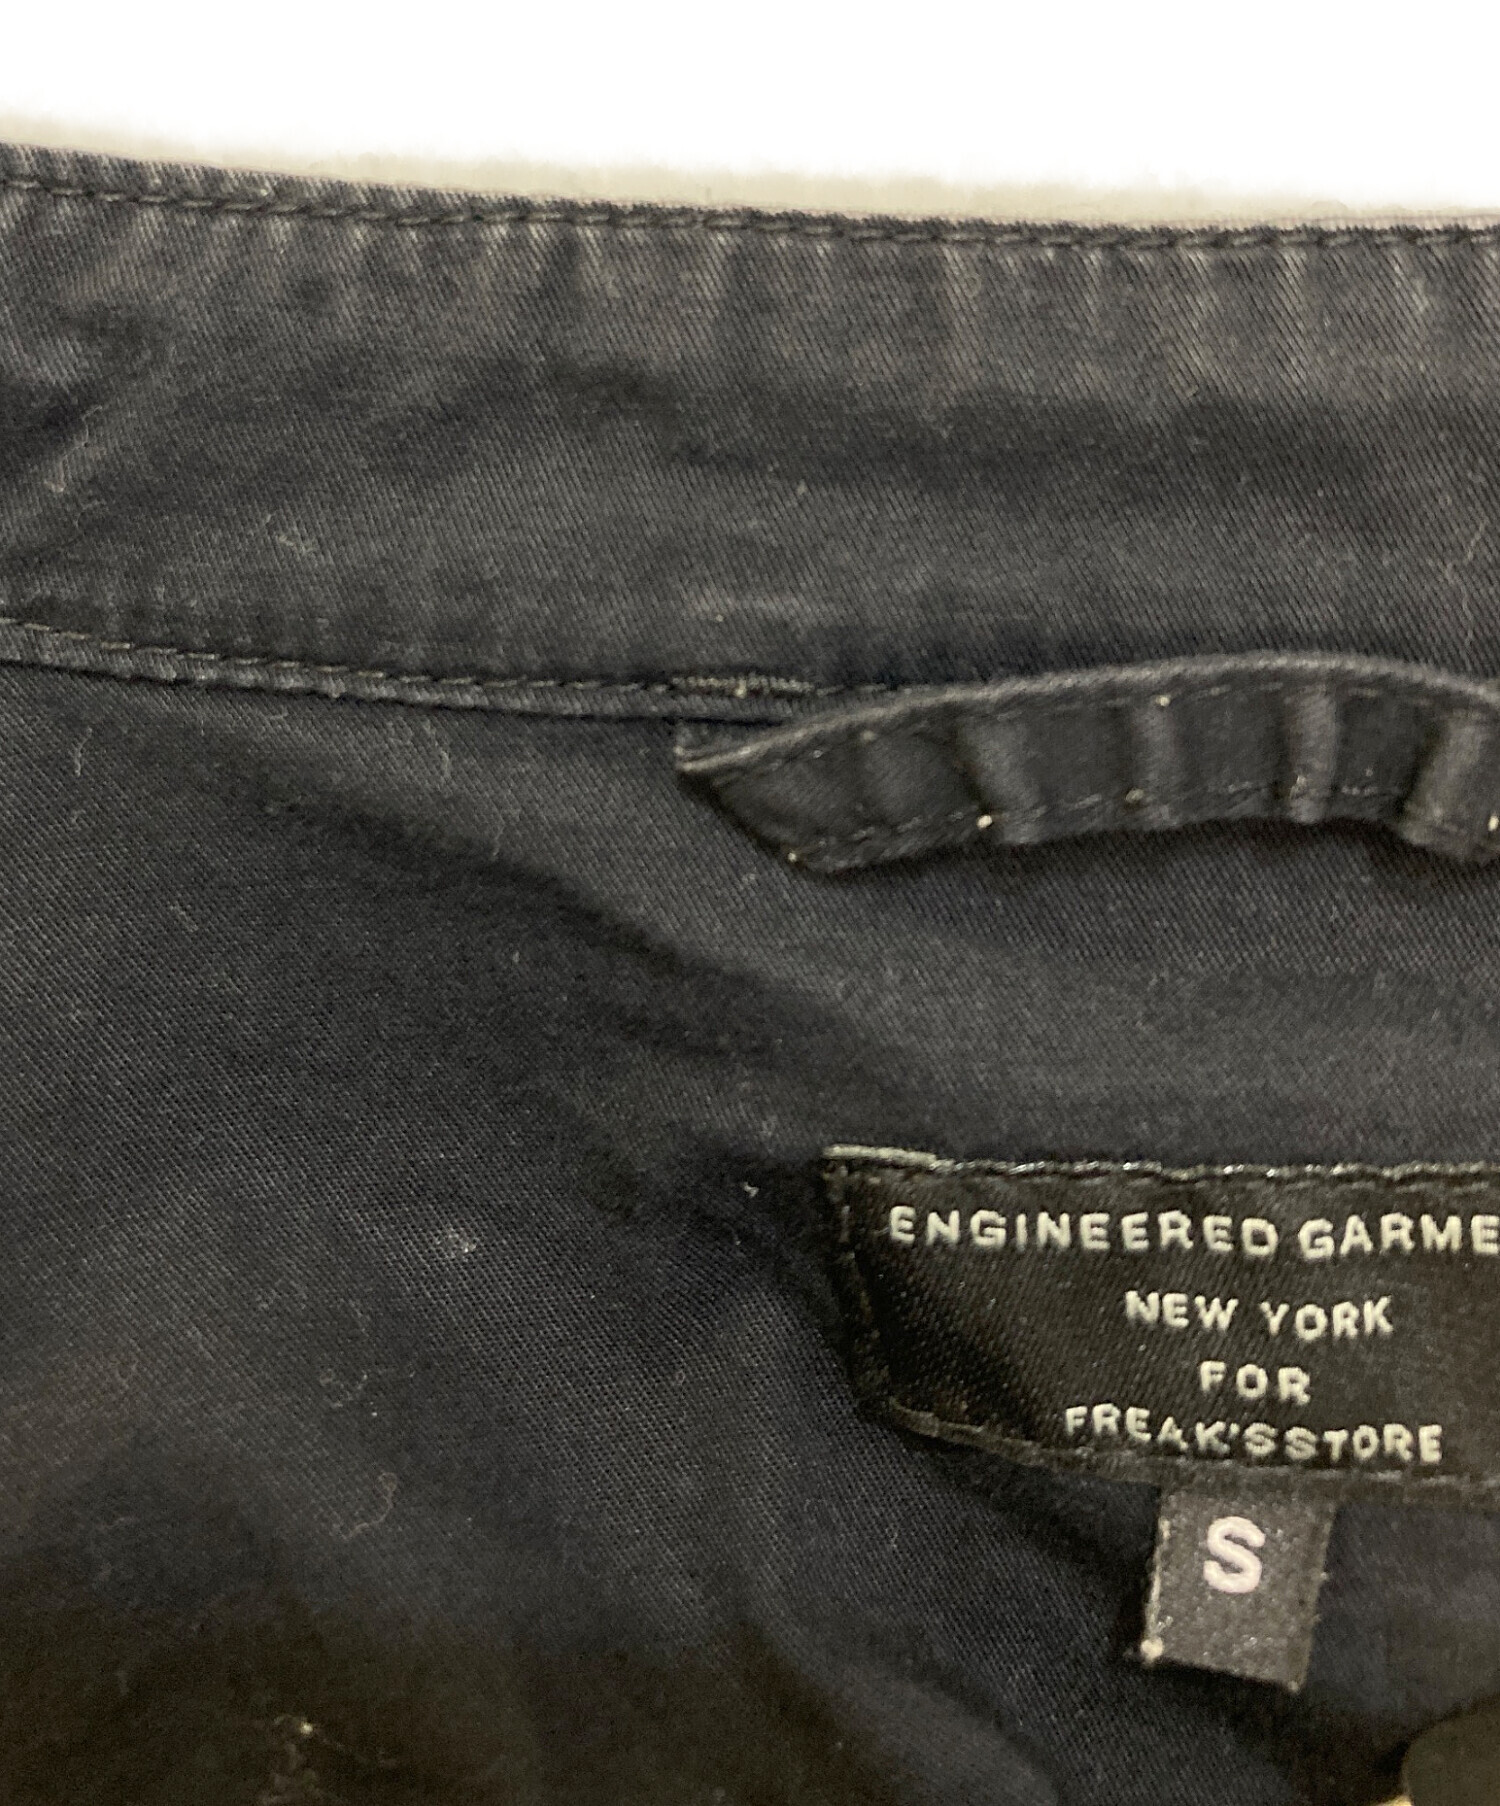 ENGINEERED GARME
NEW YORK
FOR
FREAK'SSTORE
S